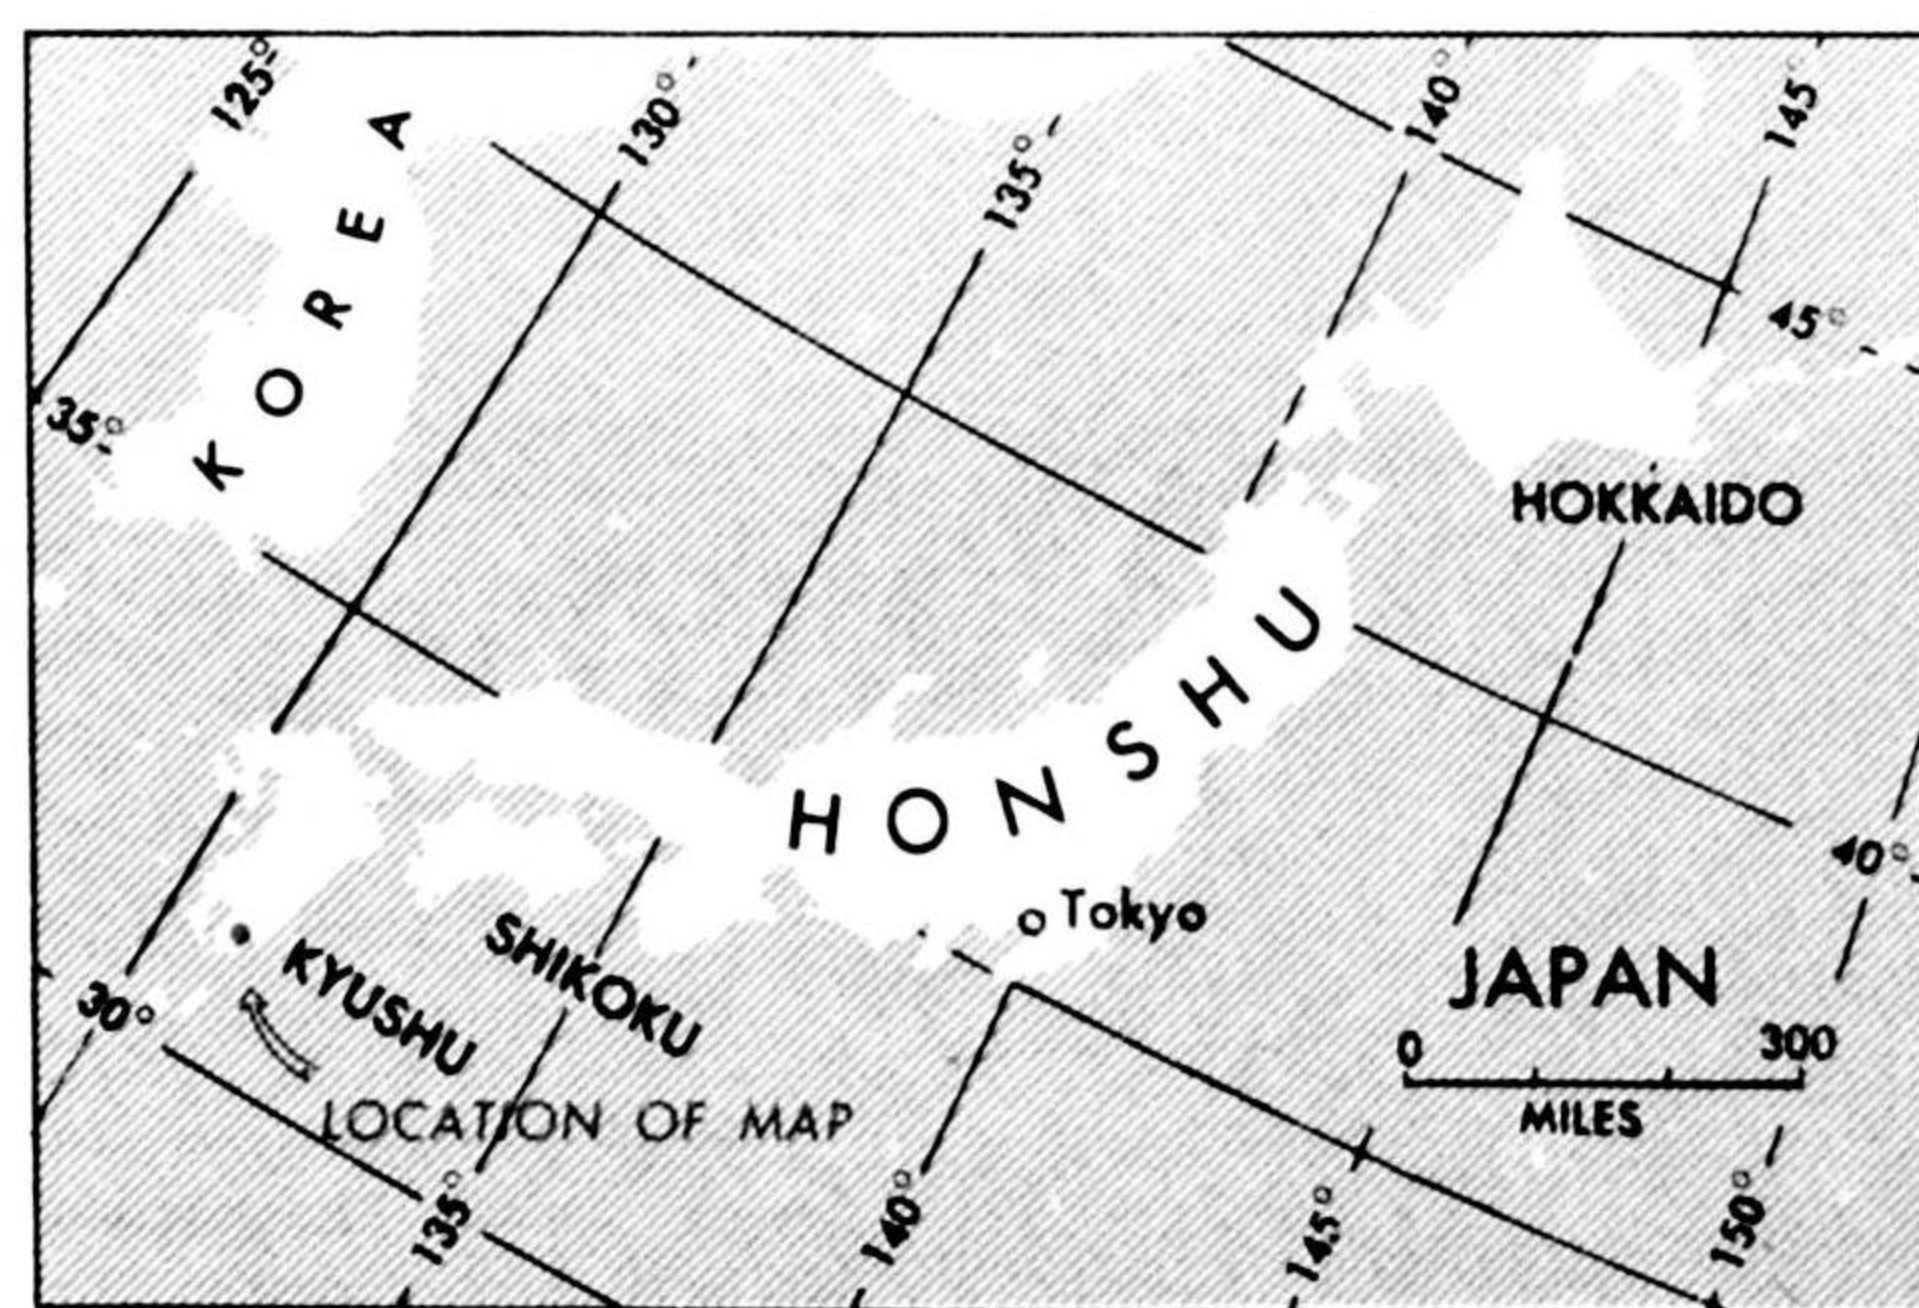 125°
130°
135°
140°
145°
KOREA
45°
35°
HOKKAIDO
HONSHU
40°
Tokyo
SHIKOKU
KYUSHU
JAPAN
30°
0 300
MILES
LOCATION OF MAP
135°
140°
145°
150°